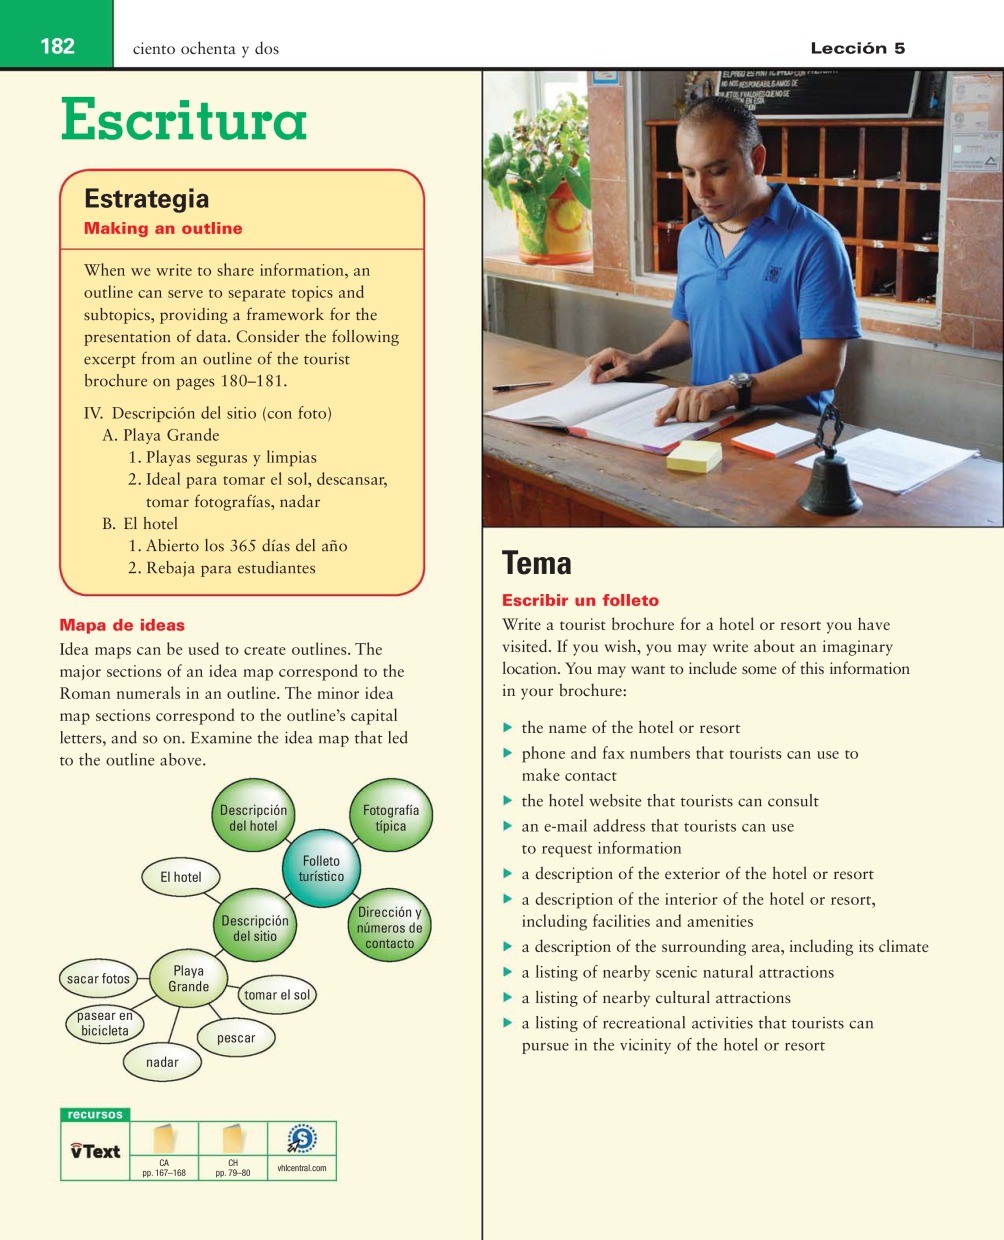 182
ciento ochenta y dos
Lección 5
Escritura
Estrategia
Making an outline
When we write to share information, an
outline can serve to separate topics and
subtopics, providing a framework for the
presentation of data. Consider the following
excerpt from an outline of the tourist
brochure on pages 180–181.
IV. Descripción del sitio (con foto)
A. Playa Grande
1. Playas seguras y limpias
2. Ideal para tomar el sol, descansar,
tomar fotografías, nadar
B. El hotel
1. Abierto los 365 días del año
2. Rebaja para estudiantes
Mapa de ideas
Idea maps can be used to create outlines. The
major sections of an idea map correspond to the
Roman numerals in an outline. The minor idea
map sections correspond to the outline’s capital
letters, and so on. Examine the idea map that led
to the outline above.
Descripción
del hotel
Fotografía
típica
Folleto
turístico
El hotel
Descripción
del sitio
Dirección y
números de
contacto
Playa
Grande
sacar fotos
tomar el sol
pasear en
bicicleta
pescar
nadar
recursos
vText
CA
pp. 167–168
CH
pp. 79–80
S
vhlcentral.com
NO NOS RESPONSABILIZAMOS DE
Tema
Escribir un folleto
Write a tourist brochure for a hotel or resort you have
visited. If you wish, you may write about an imaginary
location. You may want to include some of this information
in your brochure:
the name of the hotel or resort
phone and fax numbers that tourists can use to
make contact
the hotel website that tourists can consult
an e-mail address that tourists can use
to request information
a description of the exterior of the hotel or resort
a description of the interior of the hotel or resort,
including facilities and amenities
a description of the surrounding area, including its climate
a listing of nearby scenic natural attractions
a listing of nearby cultural attractions
a listing of recreational activities that tourists can
pursue in the vicinity of the hotel or resort